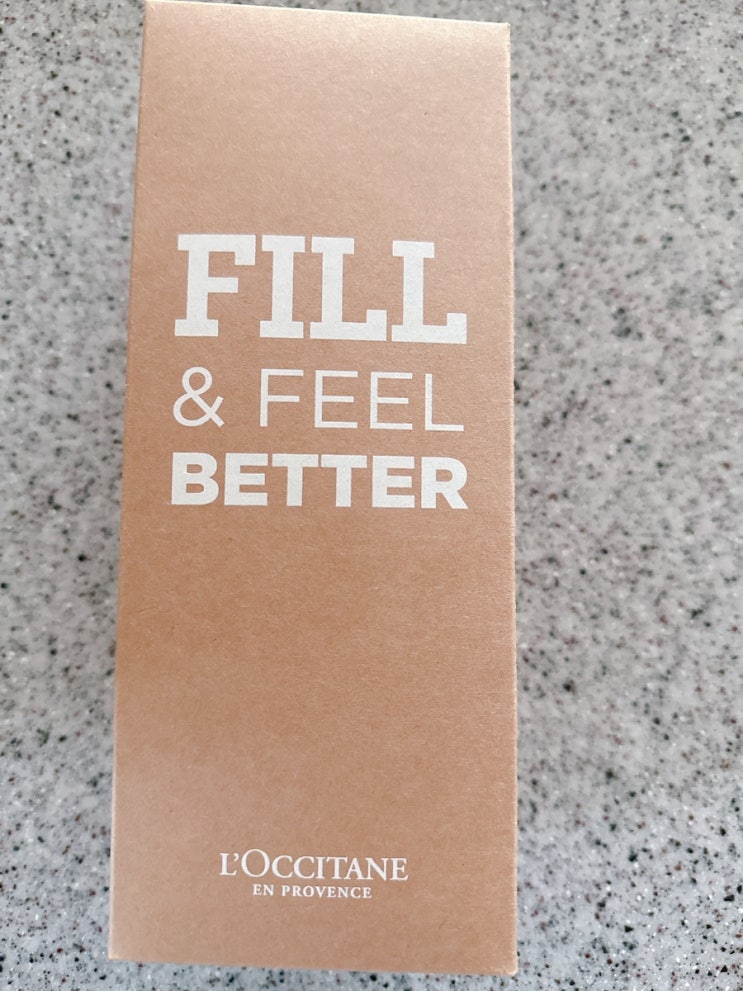 FILL
& FEEL
BETTER
L'OCCITANE
EN PROVENCE